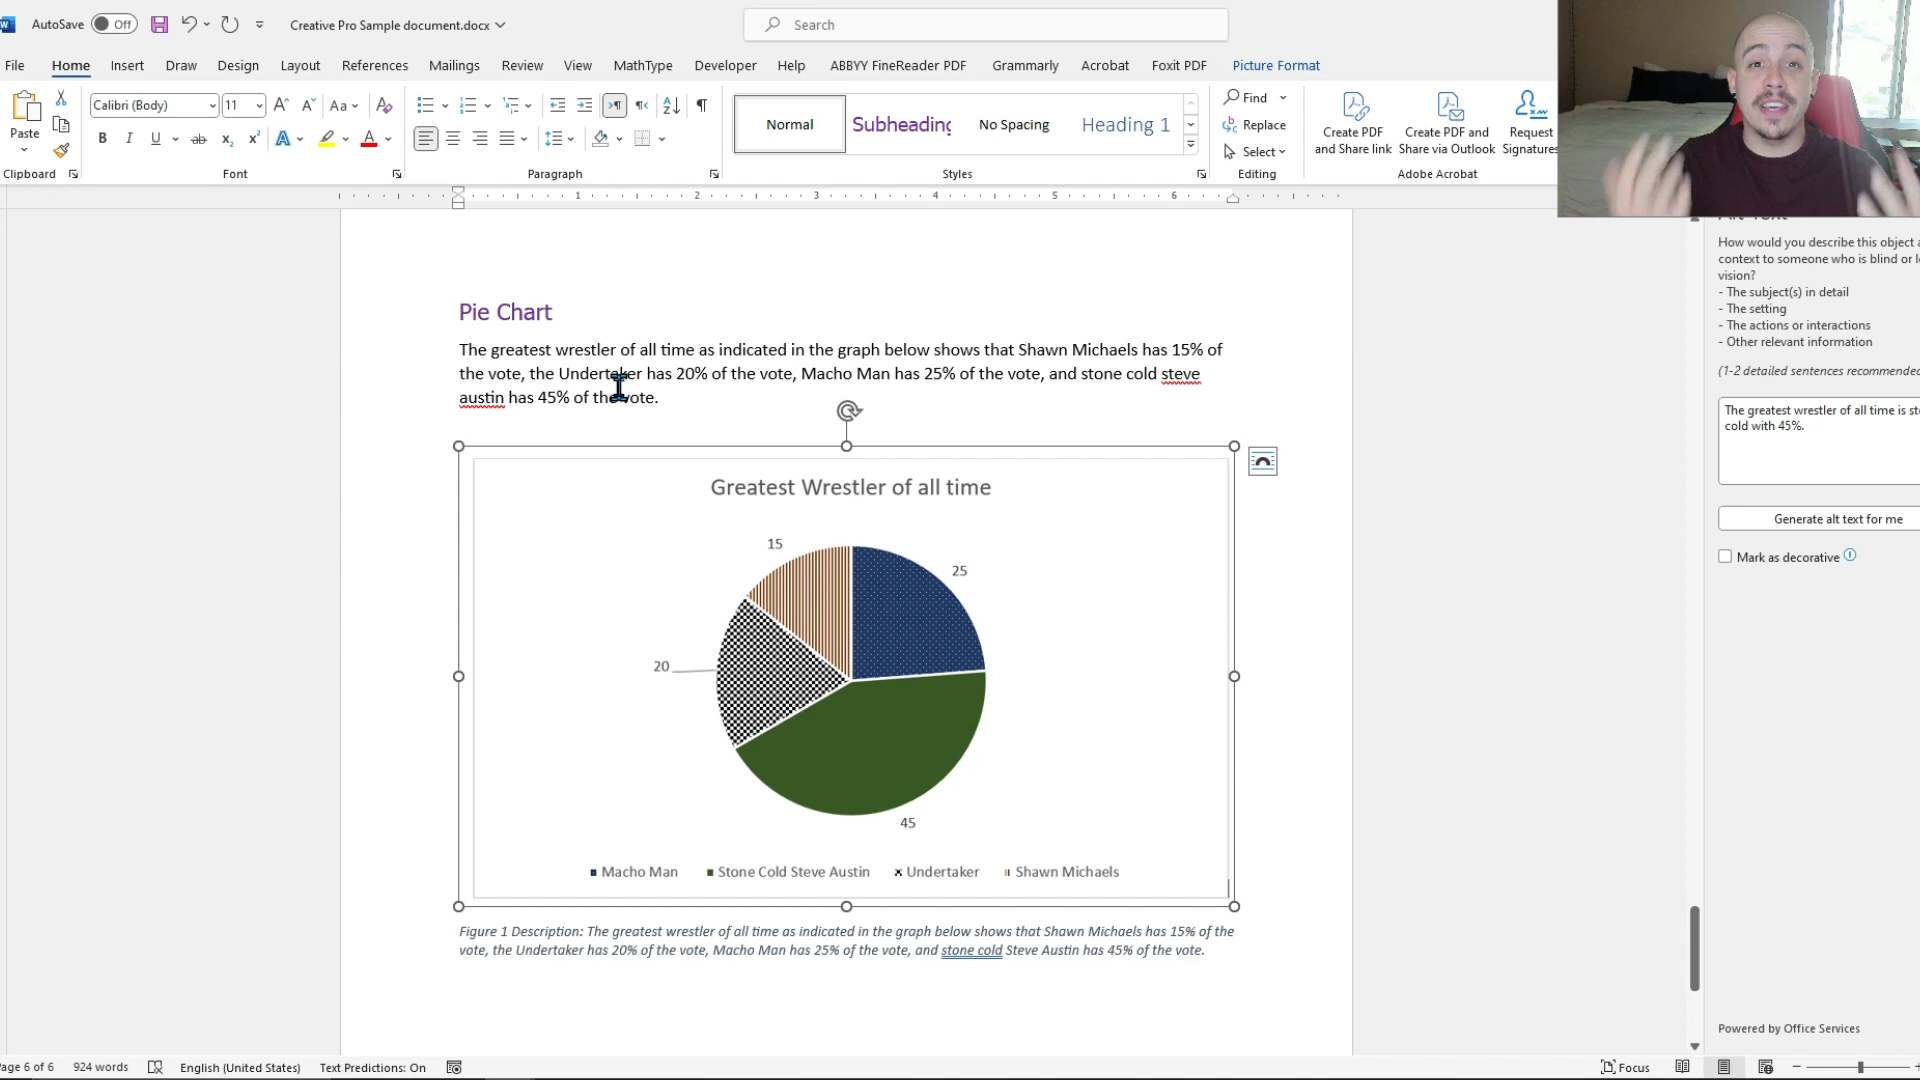 AutoSave Off Creative Pro Sample document.docx Search
File Home Insert Draw Design Layout References Mailings Review View MathType Developer Help ABBYY FineReader PDF Grammarly Acrobat Foxit PDF Picture Format
Paste
Calibri (Body) 11
Normal Subheading No Spacing Heading 1
Find
Replace
Select
Create PDF and Share link
Create PDF and Share via Outlook
Request Signatures
Clipboard Font Paragraph Styles Editing Adobe Acrobat
1 2 3 4 5 6
Pie Chart
The greatest wrestler of all time as indicated in the graph below shows that Shawn Michaels has 15% of
the vote, the Undertaker has 20% of the vote, Macho Man has 25% of the vote, and stone cold steve
austin has 45% of the vote.
Greatest Wrestler of all time
15
25
20
45
Macho Man Stone Cold Steve Austin Undertaker Shawn Michaels
Figure 1 Description: The greatest wrestler of all time as indicated in the graph below shows that Shawn Michaels has 15% of the
vote, the Undertaker has 20% of the vote, Macho Man has 25% of the vote, and stone cold Steve Austin has 45% of the vote.
How would you describe this object
context to someone who is blind or
vision?
- The subject(s) in detail
- The setting
- The actions or interactions
- Other relevant information
(1-2 detailed sentences recommended
The greatest wrestler of all time is
cold with 45%.
Generate alt text for me
Mark as decorative
Powered by Office Services
Page 6 of 6 924 words English (United States) Text Predictions: On Focus